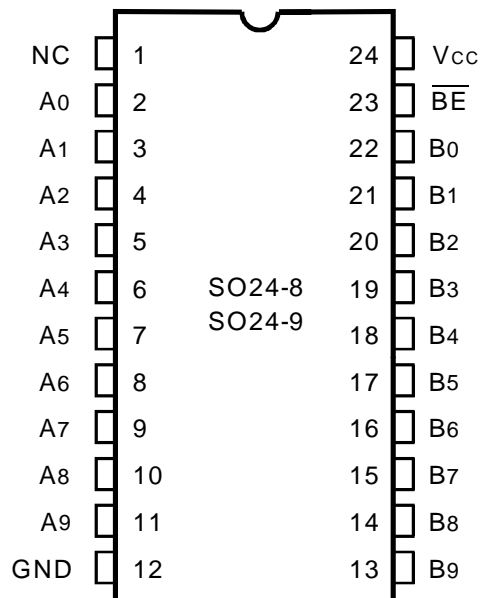 NC 1 24 Vcc
A0 2 23 B̅E̅
A1 3 22 B0
A2 4 21 B1
A3 5 20 B2
A4 6 SO24-8 19 B3
SO24-9
A5 7 18 B4
A6 8 17 B5
A7 9 16 B6
A8 10 15 B7
A9 11 14 B8
GND 12 13 B9